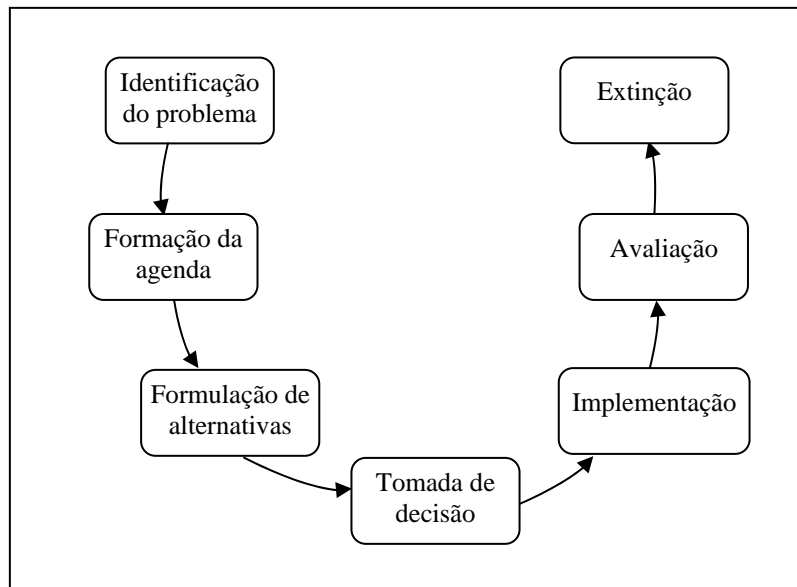 Identificação
do problema
Formação da
agenda
Formulação de
alternativas
Tomada de
decisão
Implementação
Avaliação
Extinção